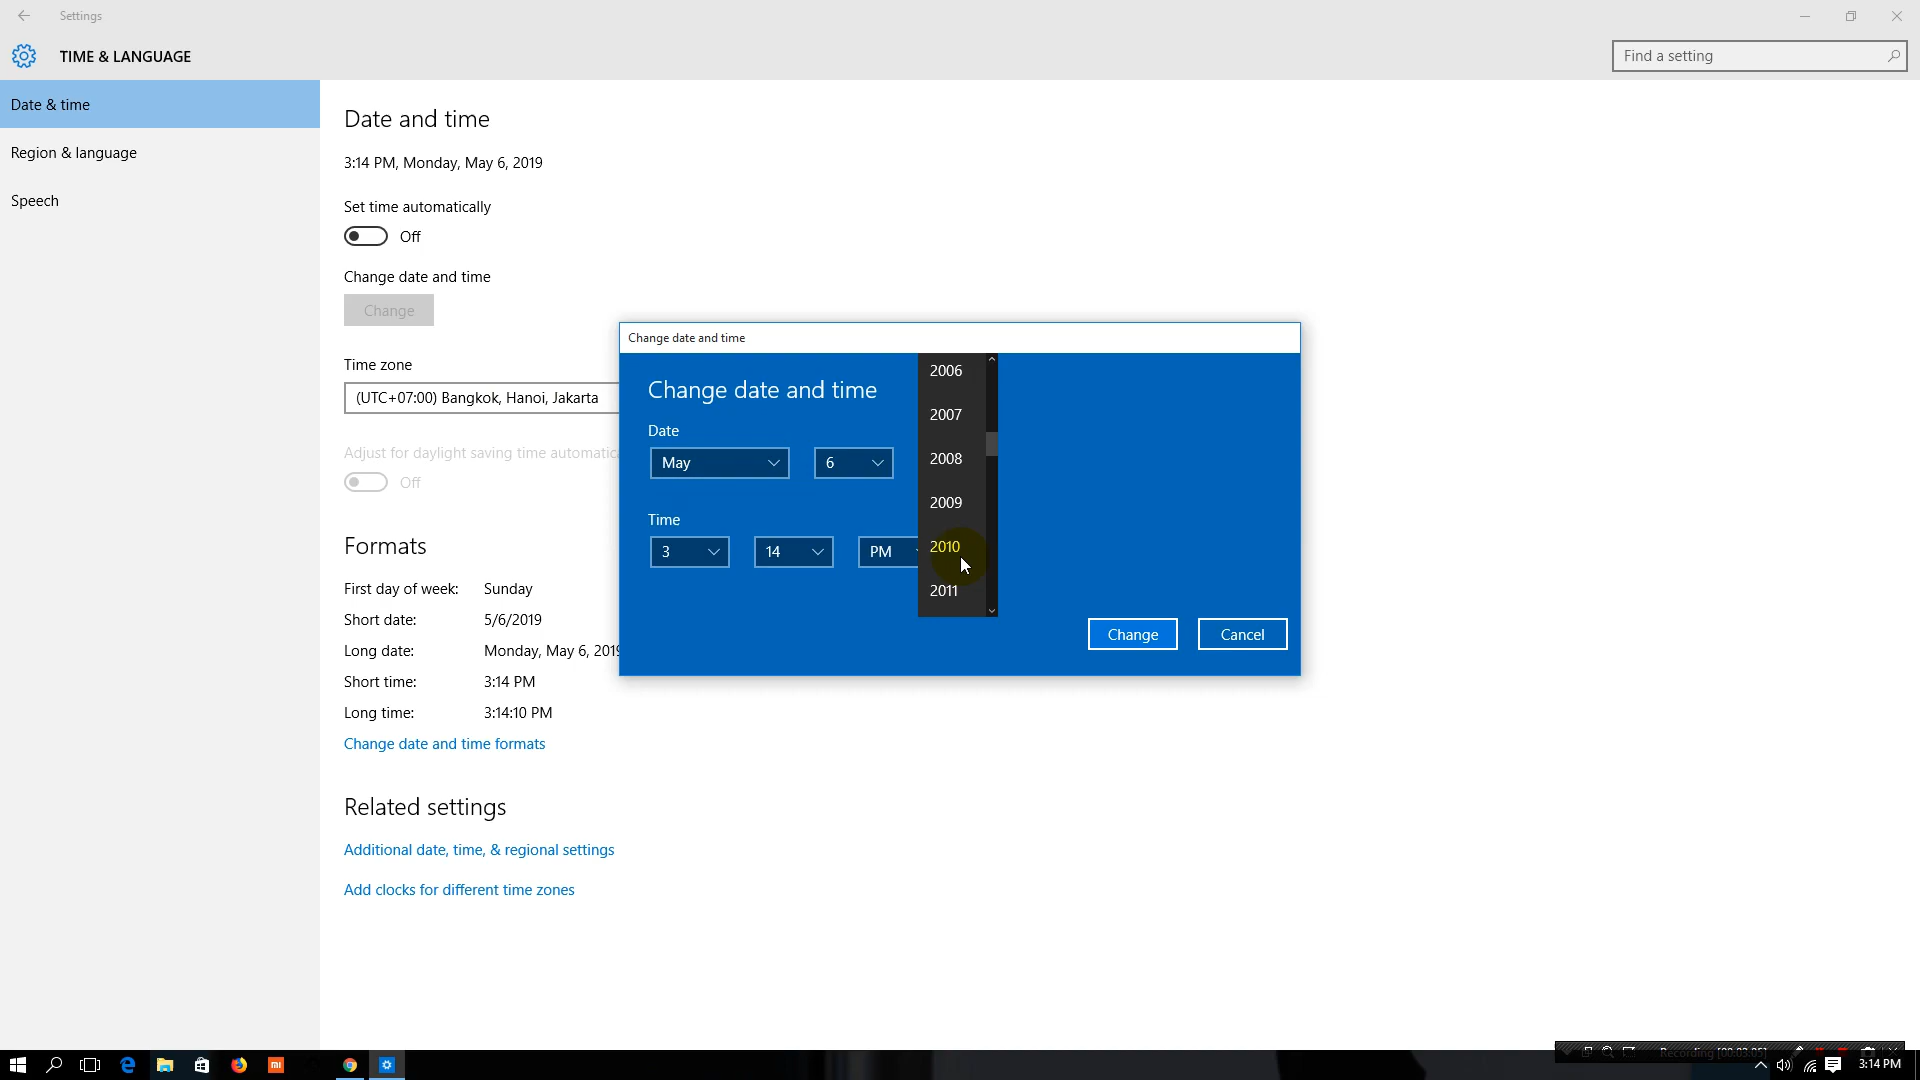 Settings
TIME & LANGUAGE
Find a setting
Date & time
Region & language
Speech
Date and time
3:14 PM, Monday, May 6, 2019
Set time automatically
Off
Change date and time
Change
Time zone
(UTC+07:00) Bangkok, Hanoi, Jakarta
Adjust for daylight saving time
Off
Formats
First day of week: Sunday
Short date: 5/6/2019
Long date: Monday, May 6, 2019
Short time: 3:14 PM
Long time: 3:14:10 PM
Change date and time formats
Related settings
Additional date, time, & regional settings
Add clocks for different time zones
Change date and time
Change date and time
Date
May 6
Time
3 14 PM
2006
2007
2008
2009
2010
2011
Change Cancel
mi
Recording [00:03:05]
3:14 PM